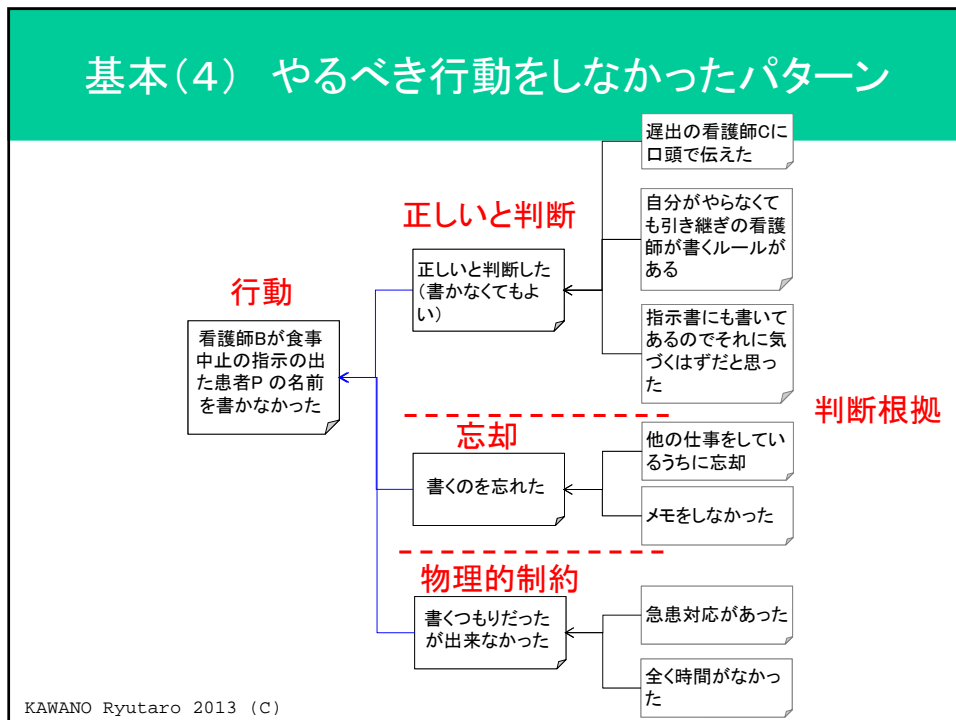 基本(4) やるべき行動をしなかったパターン
行動
看護師Bが食事
中止の指示の出
た患者P の名前
を書かなかった
正しいと判断
正しいと判断した
(書かなくてもよ
い)
遅出の看護師Cに
口頭で伝えた
自分がやらなくて
も引き継ぎの看護
師が書くルールが
ある
指示書にも書いて
あるのでそれに気
づくはずだと思っ
た
判断根拠
忘却
書くのを忘れた
他の仕事をしてい
るうちに忘却
メモをしなかった
物理的制約
書くつもりだった
が出来なかった
急患対応があった
全く時間がなかっ
た
KAWANO Ryutaro 2013 (C)